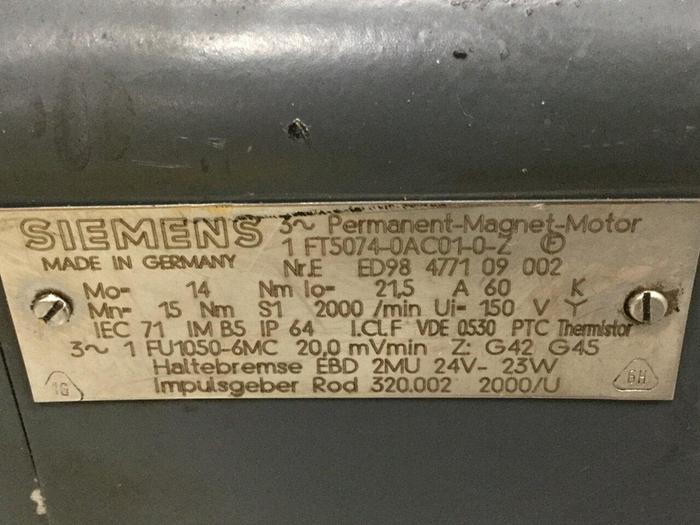 SIEMENS 3~ Permanent-Magnet-Motor
1 FT5074-0AC01-0-Z F
MADE IN GERMANY Nr.E ED98 4771 09 002
Mo- 14 Nm Io- 21,5 A 60 K
Mn- 15 Nm S1 2000 /min Ui- 150 V Y
IEC 71 IM B5 IP 64 I.CL.F VDE 0530 PTC Thermistor
3~ 1 FU1050-6MC 20,0 mVmin Z: G42 G45
Haltebremse EBD 2MU 24V- 23W
Impulsgeber Rod 320.002 2000/U
1G
6H